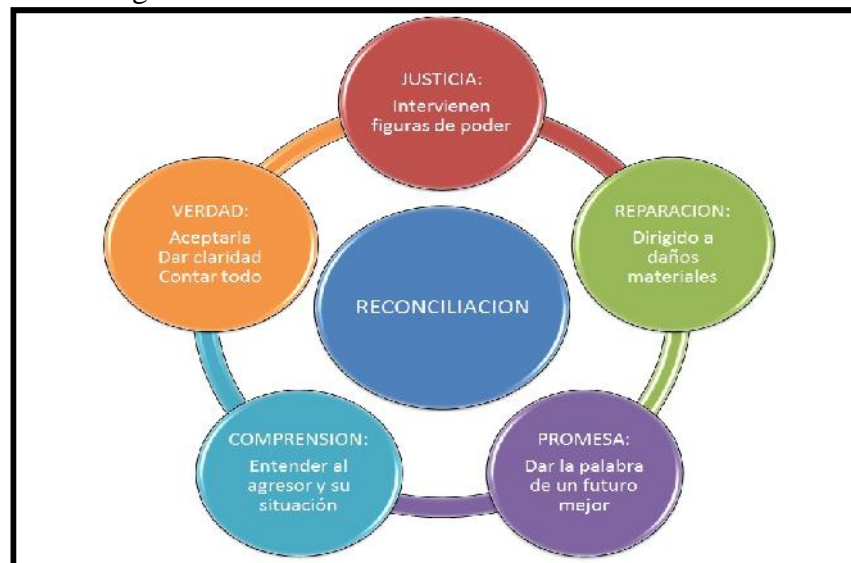 JUSTICIA:
Intervienen
figuras de poder
REPARACION:
Dirigido a
daños
materiales
PROMESA:
Dar la palabra
de un futuro
mejor
COMPRENSION:
Entender al
agresor y su
situación
VERDAD:
Aceptarla
Dar claridad
Contar todo
RECONCILIACION